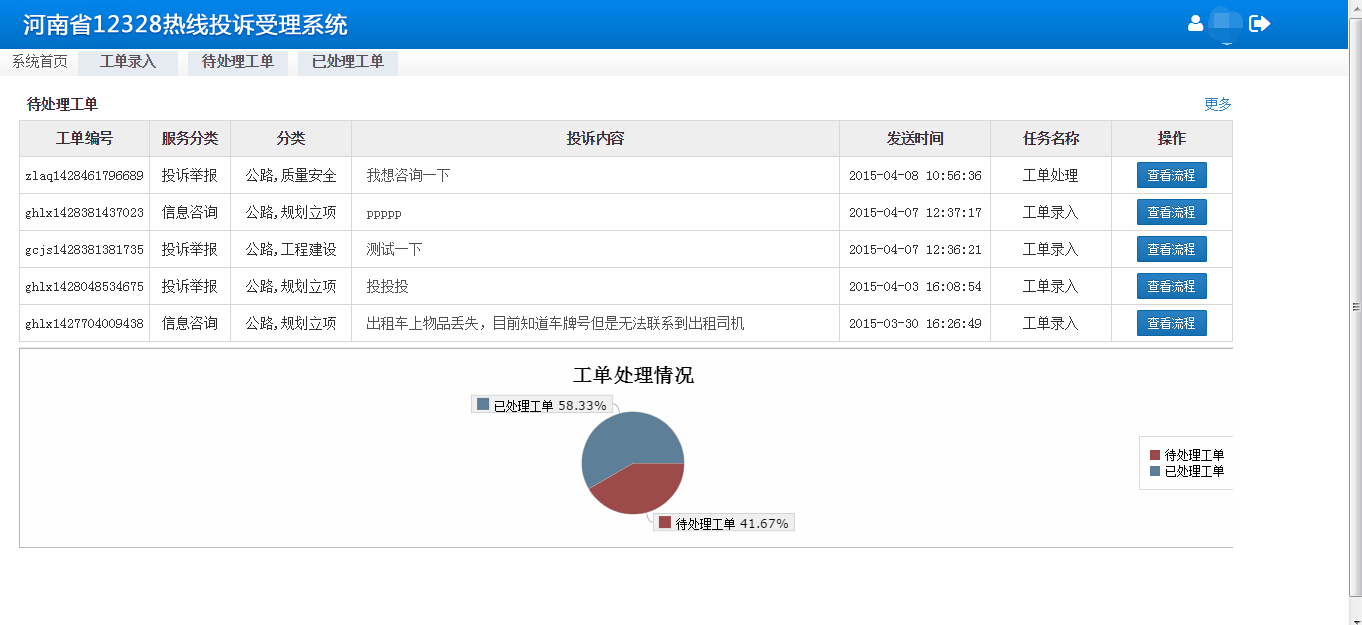 河南省12328热线投诉受理系统
系统首页 工单录入 待处理工单 已处理工单
待处理工单 更多
工单编号 服务分类 分类 投诉内容 发送时间 任务名称 操作
zlaq1428461796689 投诉举报 公路,质量安全 我想咨询一下 2015-04-08 10:56:36 工单处理 查看流程
ghlx1428381437023 信息咨询 公路,规划立项 ppppp 2015-04-07 12:37:17 工单录入 查看流程
gcjs1428381381735 投诉举报 公路,工程建设 测试一下 2015-04-07 12:36:21 工单录入 查看流程
ghlx1428048534675 投诉举报 公路,规划立项 投投投 2015-04-03 16:08:54 工单录入 查看流程
ghlx1427704009438 信息咨询 公路,规划立项 出租车上物品丢失，目前知道车牌号但是无法联系到出租司机 2015-03-30 16:26:49 工单录入 查看流程
工单处理情况
已处理工单 58.33%
待处理工单
已处理工单
待处理工单 41.67%